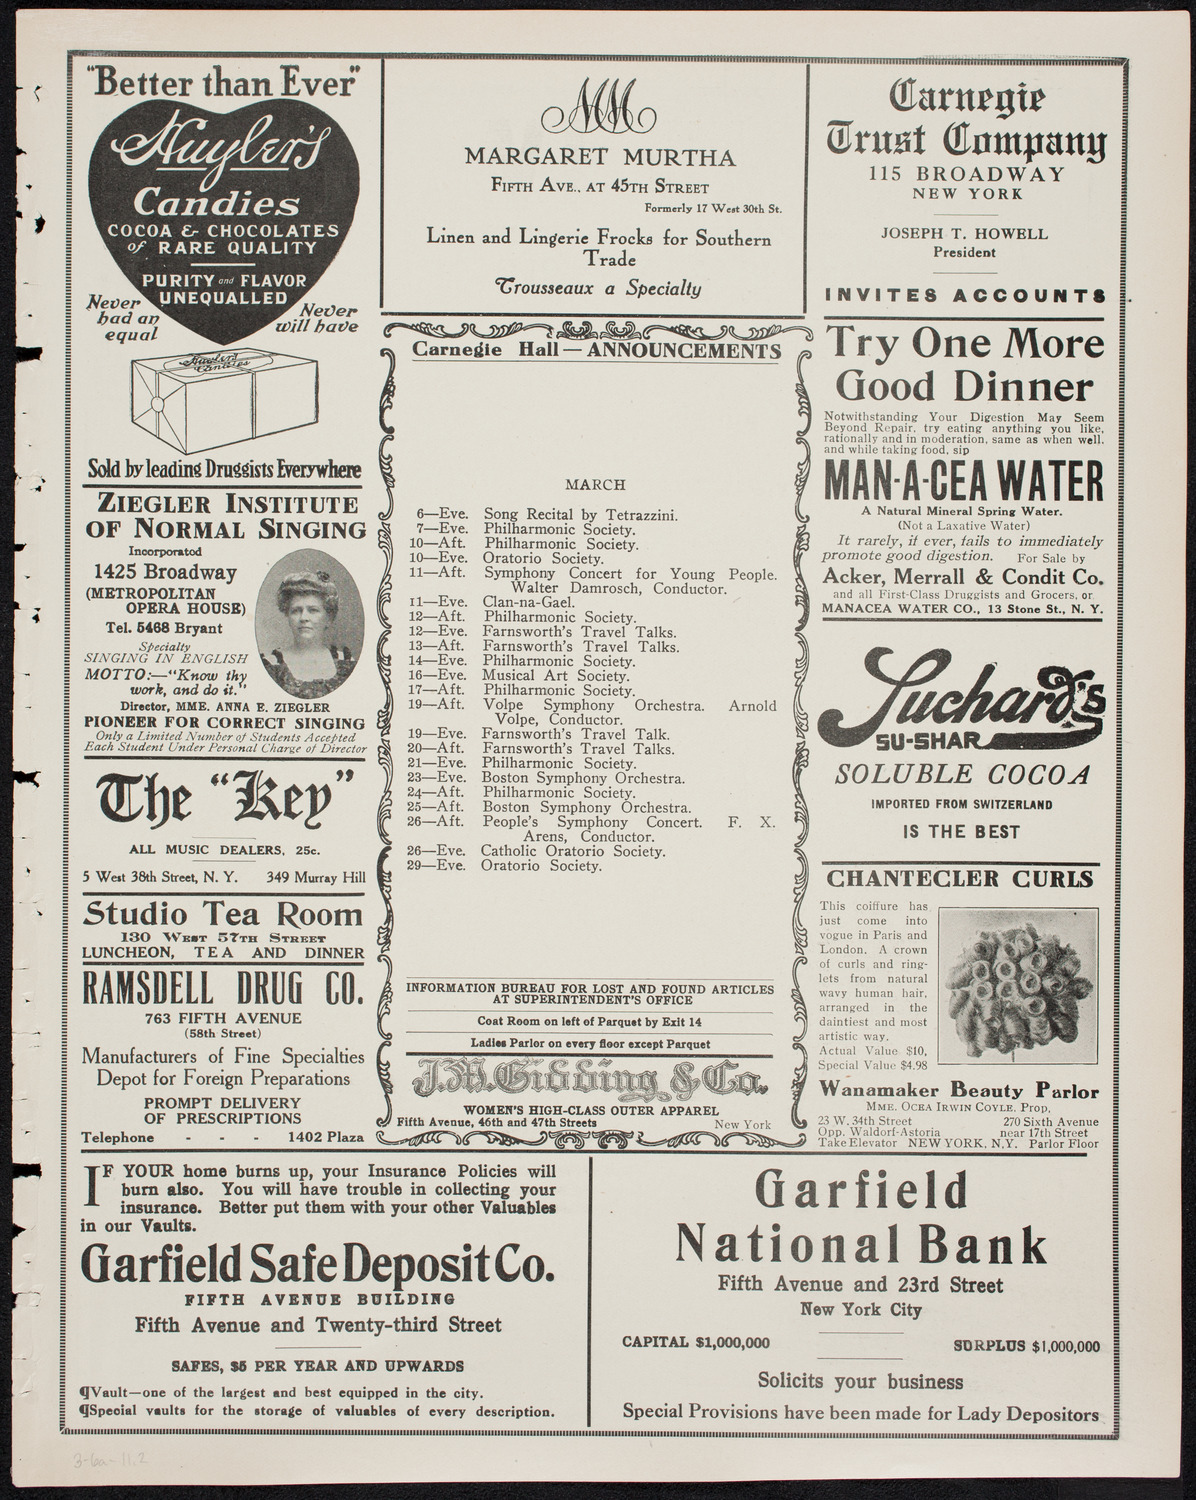 "Better than Ever"
Huyler's
Candies
COCOA & CHOCOLATES
of RARE QUALITY
PURITY and FLAVOR
UNEQUALLED
Never
had an
equal
Never
will have
Huyler's
Candies
Sold by leading Druggists Everywhere
ZIEGLER INSTITUTE
OF NORMAL SINGING
Incorporated
1425 Broadway
(METROPOLITAN
OPERA HOUSE)
Tel. 5468 Bryant
Specialty
SINGING IN ENGLISH
MOTTO:—"Know thy
work, and do it."
Director, MME. ANNA E. ZIEGLER
PIONEER FOR CORRECT SINGING
Only a Limited Number of Students Accepted
Each Student Under Personal Charge of Director
The "Key"
ALL MUSIC DEALERS, 25c.
5 West 38th Street, N. Y. 349 Murray Hill
Studio Tea Room
130 WEST 57TH STREET
LUNCHEON, TEA AND DINNER
RAMSDELL DRUG CO.
763 FIFTH AVENUE
(58th Street)
Manufacturers of Fine Specialties
Depot for Foreign Preparations
PROMPT DELIVERY
OF PRESCRIPTIONS
Telephone - - - 1402 Plaza
MM
MARGARET MURTHA
FIFTH AVE., AT 45TH STREET
Formerly 17 West 30th St.
Linen and Lingerie Frocks for Southern
Trade
Trousseaux a Specialty
Carnegie Hall—ANNOUNCEMENTS
MARCH
6—Eve. Song Recital by Tetrazzini.
7—Eve. Philharmonic Society.
10—Aft. Philharmonic Society.
10—Eve. Oratorio Society.
11—Aft. Symphony Concert for Young People.
Walter Damrosch, Conductor.
11—Eve. Clan-na-Gael.
12—Aft. Philharmonic Society.
12—Eve. Farnsworth's Travel Talks.
13—Aft. Farnsworth's Travel Talks.
14—Eve. Philharmonic Society.
16—Eve. Musical Art Society.
17—Aft. Philharmonic Society.
19—Aft. Volpe Symphony Orchestra. Arnold
Volpe, Conductor.
19—Eve. Farnsworth's Travel Talk.
20—Aft. Farnsworth's Travel Talks.
21—Eve. Philharmonic Society.
23—Eve. Boston Symphony Orchestra.
24—Aft. Philharmonic Society.
25—Aft. Boston Symphony Orchestra.
26—Aft. People's Symphony Concert. F. X.
Arens, Conductor.
26—Eve. Catholic Oratorio Society.
29—Eve. Oratorio Society.
INFORMATION BUREAU FOR LOST AND FOUND ARTICLES
AT SUPERINTENDENT'S OFFICE
Coat Room on left of Parquet by Exit 14
Ladies Parlor on every floor except Parquet
J.M. Gidding & Co.
WOMEN'S HIGH-CLASS OUTER APPAREL
Fifth Avenue, 46th and 47th Streets New York
Carnegie
Trust Company
115 BROADWAY
NEW YORK
JOSEPH T. HOWELL
President
INVITES ACCOUNTS
Try One More
Good Dinner
Notwithstanding Your Digestion May Seem
Beyond Repair, try eating anything you like,
rationally and in moderation, same as when well,
and while taking food, sip
MAN-A-CEA WATER
A Natural Mineral Spring Water.
(Not a Laxative Water)
It rarely, if ever, fails to immediately
promote good digestion. For Sale by
Acker, Merrall & Condit Co.
and all First-Class Druggists and Grocers, or
MANACEA WATER CO., 13 Stone St., N. Y.
Suchard's
SU-SHAR
SOLUBLE COCOA
IMPORTED FROM SWITZERLAND
IS THE BEST
CHANTECLER CURLS
This coiffure has
just come into
vogue in Paris and
London. A crown
of curls and ring-
lets from natural
wavy human hair,
arranged in the
daintiest and most
artistic way.
Actual Value $10,
Special Value $4.98
Wanamaker Beauty Parlor
MME. OCEA IRWIN COYLE, Prop,
23 W. 34th Street 270 Sixth Avenue
Opp. Waldorf-Astoria near 17th Street
Take Elevator NEW YORK, N.Y. Parlor Floor
IF YOUR home burns up, your Insurance Policies will
burn also. You will have trouble in collecting your
insurance. Better put them with your other Valuables
in our Vaults.
Garfield Safe Deposit Co.
FIFTH AVENUE BUILDING
Fifth Avenue and Twenty-third Street
SAFES, $5 PER YEAR AND UPWARDS
¶Vault—one of the largest and best equipped in the city.
¶Special vaults for the storage of valuables of every description.
Garfield
National Bank
Fifth Avenue and 23rd Street
New York City
CAPITAL $1,000,000 SURPLUS $1,000,000
Solicits your business
Special Provisions have been made for Lady Depositors
3-6a-11.2